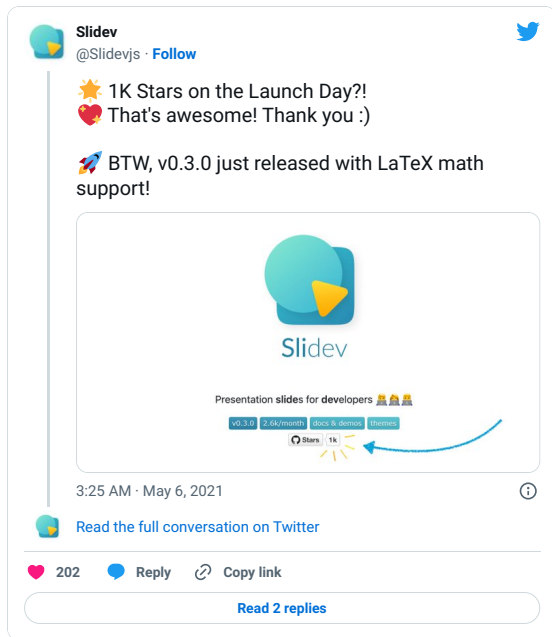 Slidev
@Slidevjs · Follow
🌟 1K Stars on the Launch Day?!
💖 That's awesome! Thank you :)
🚀 BTW, v0.3.0 just released with LaTeX math
support!
Slidev
Presentation slides for developers 🧑‍💻👩‍💻👨‍💻
v0.3.0 2.6k/month docs & demos themes
Stars 1k
3:25 AM · May 6, 2021
Read the full conversation on Twitter
202 Reply Copy link
Read 2 replies